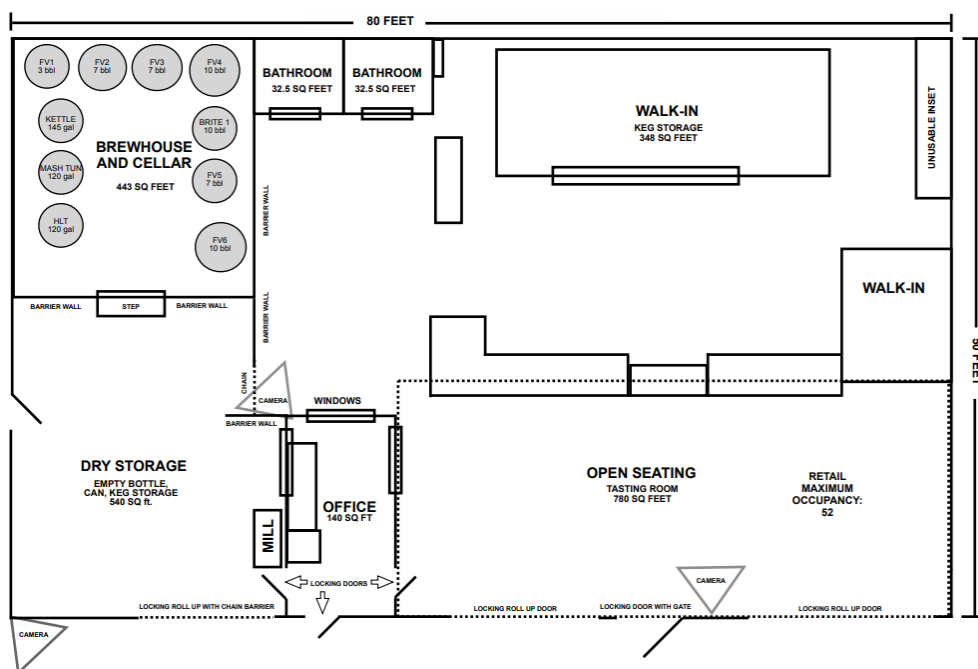 80 FEET
FV1
3 bbl
FV2
7 bbl
FV3
7 bbl
FV4
10 bbl
BATHROOM
32.5 SQ FEET
BATHROOM
32.5 SQ FEET
WALK-IN
KEG STORAGE
348 SQ FEET
UNUSABLE INSET
KETTLE
145 gal
BRITE 1
10 bbl
BREWHOUSE
AND CELLAR
443 SQ FEET
MASH TUN
120 gal
FV5
7 bbl
HLT
120 gal
FV6
10 bbl
BARRIER WALL
BARRIER WALL
STEP
BARRIER WALL
BARRIER WALL
WALK-IN
FEET
CHAIN
CAMERA
WINDOWS
BARRIER WALL
DRY STORAGE
EMPTY BOTTLE,
CAN, KEG STORAGE
540 SQ ft.
OFFICE
140 SQ FT
MILL
OPEN SEATING
TASTING ROOM
780 SQ FEET
RETAIL
MAXIMUM
OCCUPANCY:
52
LOCKING DOORS
CAMERA
LOCKING ROLL UP WITH CHAIN BARRIER
LOCKING ROLL UP DOOR
LOCKING DOOR WITH GATE
LOCKING ROLL UP DOOR
CAMERA